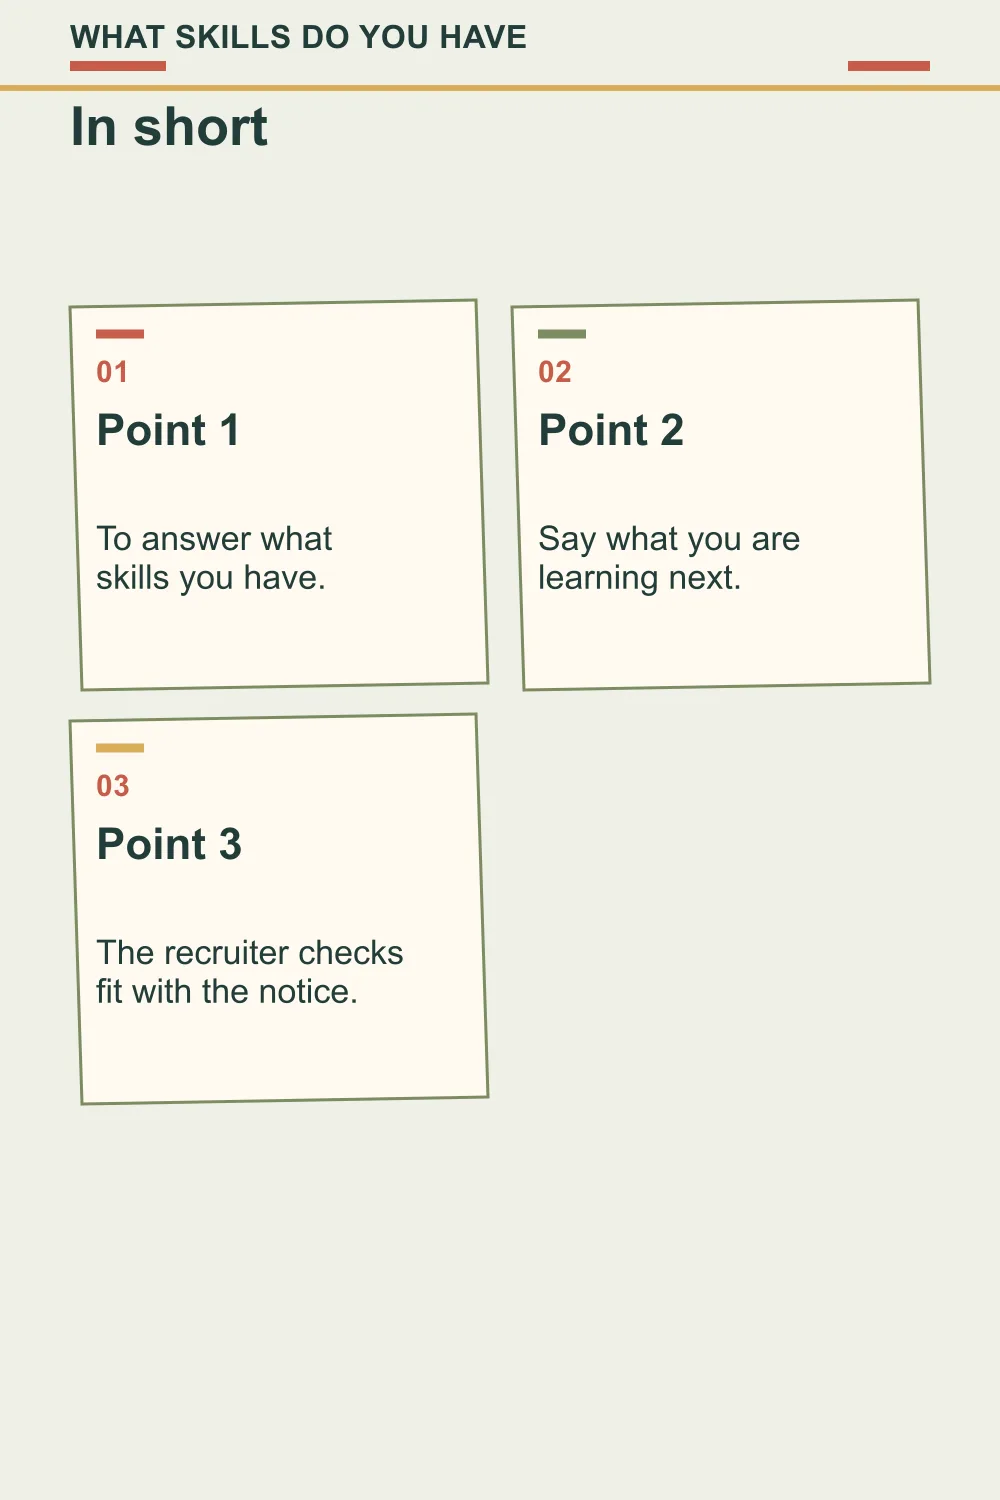 WHAT SKILLS DO YOU HAVE
In short
01
Point 1
To answer what
skills you have.
02
Point 2
Say what you are
learning next.
03
Point 3
The recruiter checks
fit with the notice.